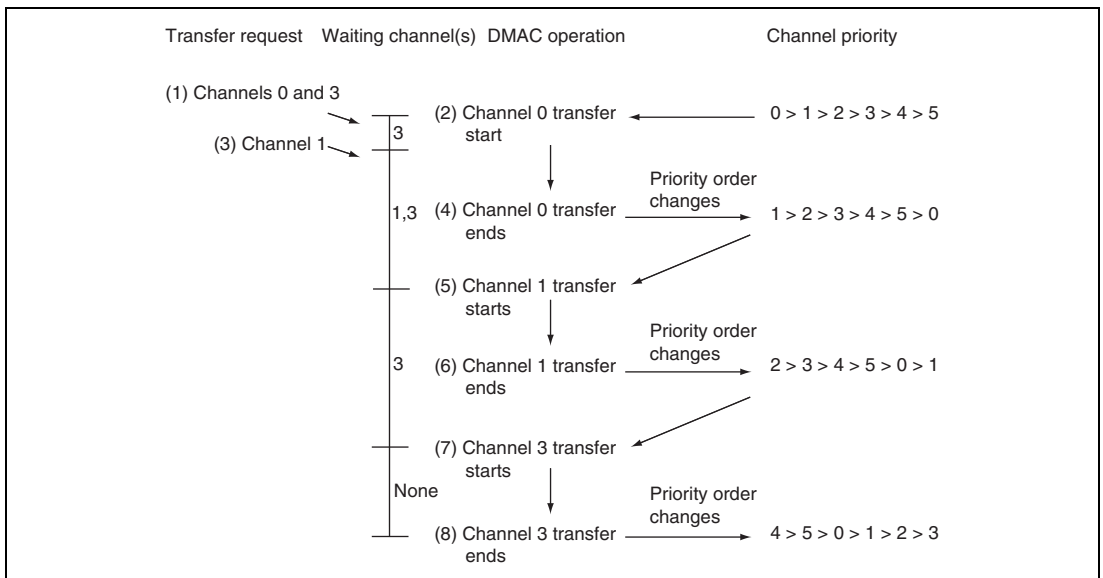 Transfer request Waiting channel(s) DMAC operation Channel priority
(1) Channels 0 and 3
(2) Channel 0 transfer start
0 > 1 > 2 > 3 > 4 > 5
3
(3) Channel 1
Priority order changes
1,3
(4) Channel 0 transfer ends
1 > 2 > 3 > 4 > 5 > 0
(5) Channel 1 transfer starts
Priority order changes
3
(6) Channel 1 transfer ends
2 > 3 > 4 > 5 > 0 > 1
(7) Channel 3 transfer starts
None
Priority order changes
(8) Channel 3 transfer ends
4 > 5 > 0 > 1 > 2 > 3